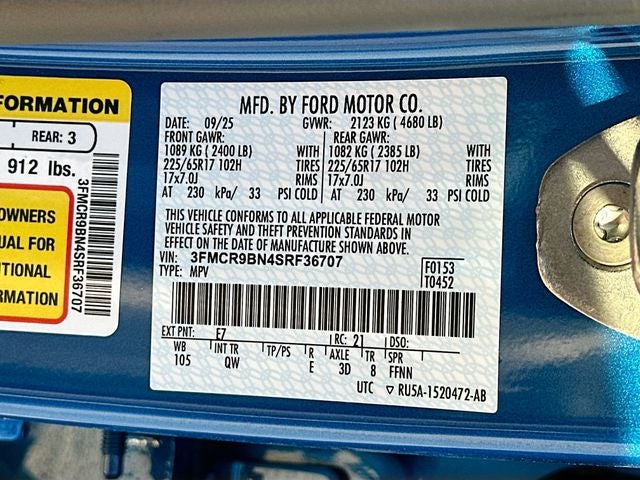 FORMATION
REAR: 3
912 lbs.
OWNERS
UAL FOR
ITIONAL
RMATION
3FMCR9BN4SRF36707
MFD. BY FORD MOTOR CO.
DATE: 09/25 GVWR: 2123 KG ( 4680 LB)
FRONT GAWR: REAR GAWR:
1089 KG ( 2400 LB) WITH 1082 KG ( 2385 LB) WITH
225/65R17 102H TIRES 225/65R17 102H TIRES
17x7.0J RIMS 17x7.0J RIMS
AT 230 kPa/ 33 PSI COLD AT 230 kPa/ 33 PSI COLD
THIS VEHICLE CONFORMS TO ALL APPLICABLE FEDERAL MOTOR
VEHICLE SAFETY AND THEFT PREVENTION STANDARDS IN
EFFECT ON THE DATE OF MANUFACTURE SHOWN ABOVE.
VIN: 3FMCR9BN4SRF36707
TYPE: MPV
F0153
T0452
EXT PNT: E7 RC: 21 DSO:
WB INT TR TP/PS R AXLE TR SPR
105 QW E 3D 8 FFNN
UTC ▽ RU5A-1520472-AB